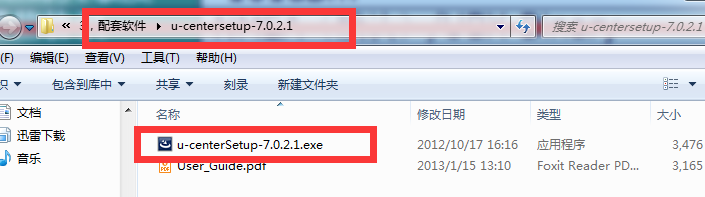 « 3，配套软件 ▸ u-centersetup-7.0.2.1
搜索 u-centersetup-7.0.2.1
(F) 编辑(E) 查看(V) 工具(T) 帮助(H)
包含到库中 共享 刻录 新建文件夹
名称 修改日期 类型 大小
文档
迅雷下载
音乐
u-centerSetup-7.0.2.1.exe 2012/10/17 16:16 应用程序 3,476
User_Guide.pdf 2013/1/15 13:10 Foxit Reader PD... 3,165